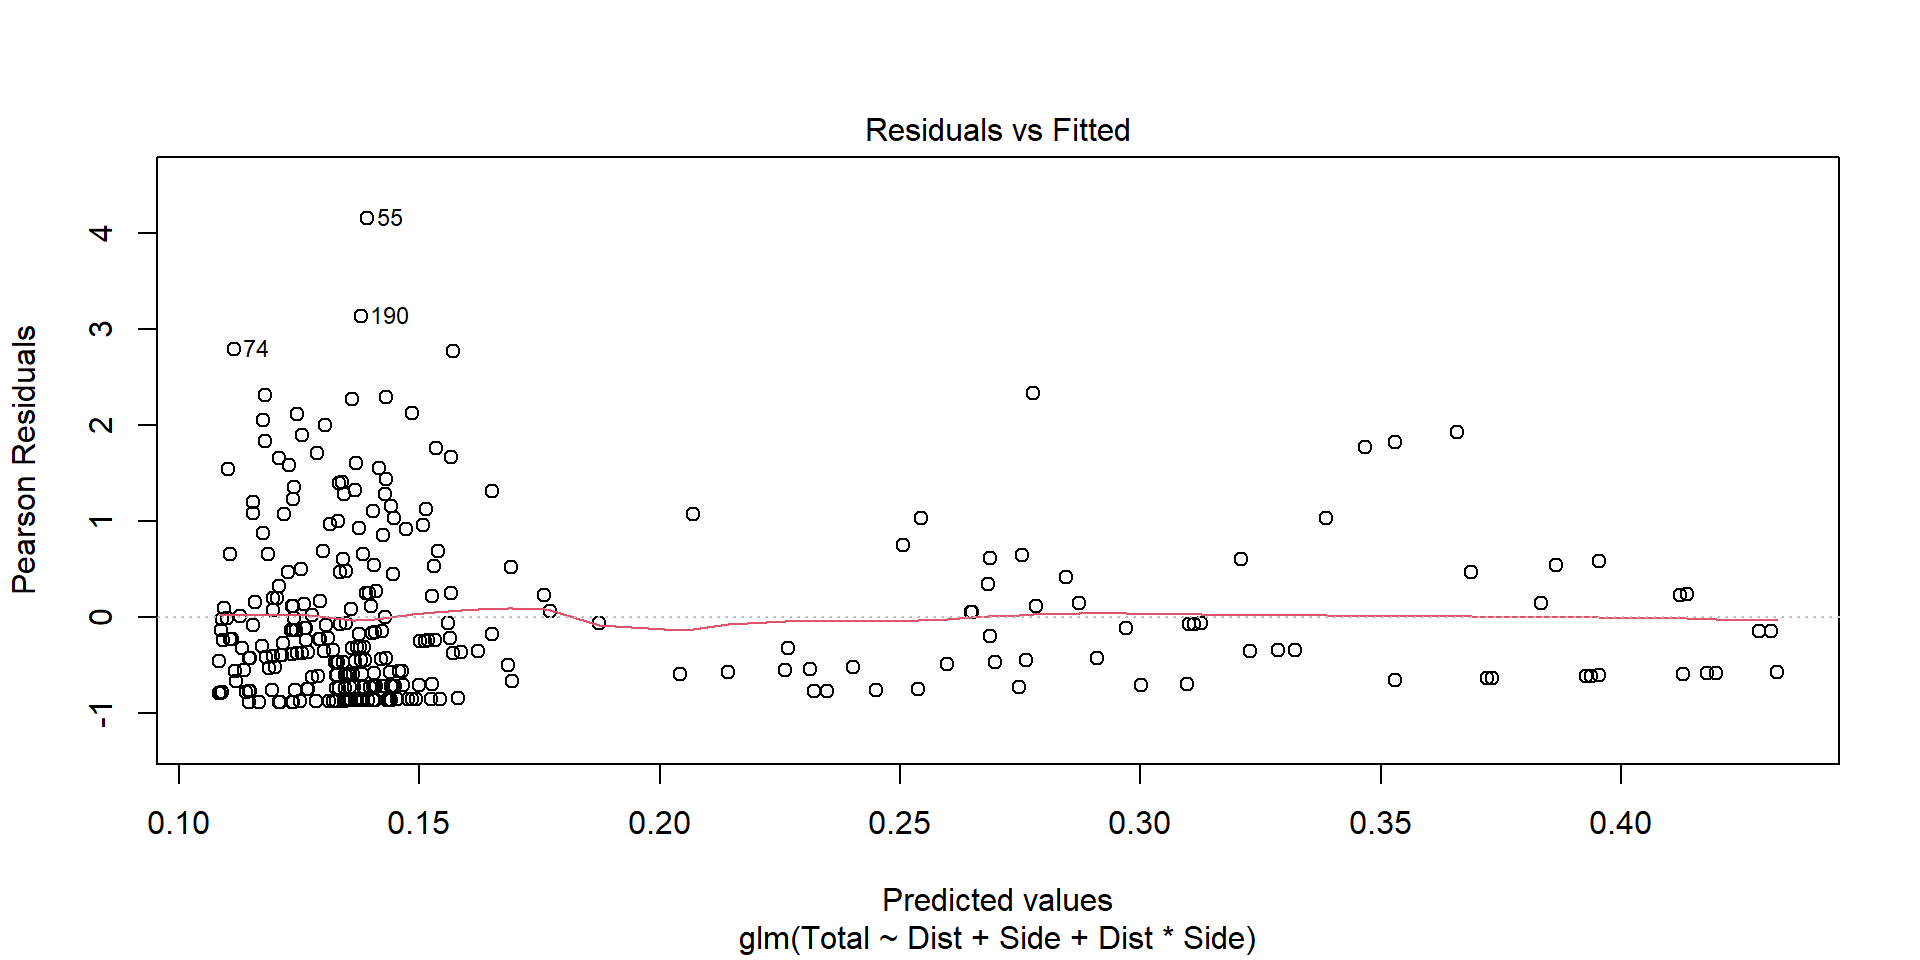 Residuals vs Fitted
Pearson Residuals
4
3
2
1
0
-1
55
190
74
0.10 0.15 0.20 0.25 0.30 0.35 0.40
Predicted values
glm(Total ~ Dist + Side + Dist * Side)